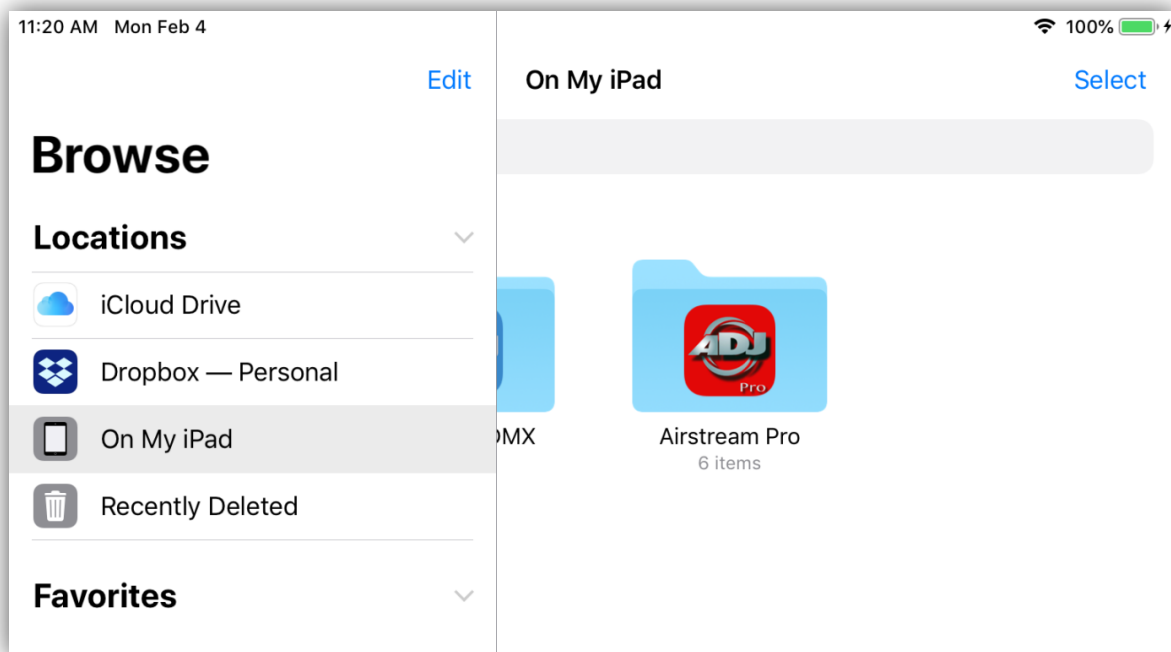 11:20 AM Mon Feb 4
100%
Edit
On My iPad
Select
Browse
Locations
iCloud Drive
Dropbox — Personal
On My iPad
Recently Deleted
Favorites
ADJ
Pro
DMX
Airstream Pro
6 items